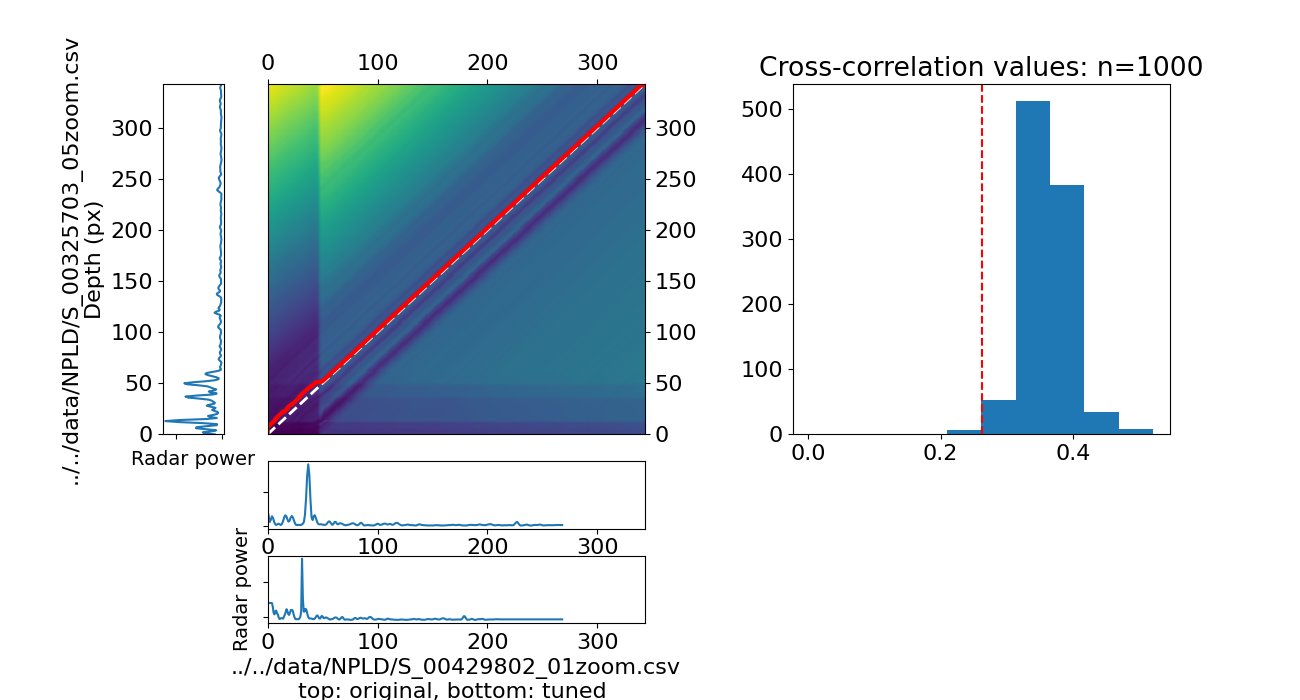 0 100 200 300
Cross-correlation values: n=1000
../../data/NPLD/S_00325703_05zoom.csv
Depth (px)
300
250
200
150
100
50
0
300
250
200
150
100
50
0
500
400
300
200
100
0
0.0 0.2 0.4
Radar power
0 100 200 300
Radar power
0 100 200 300
../../data/NPLD/S_00429802_01zoom.csv
top: original, bottom: tuned